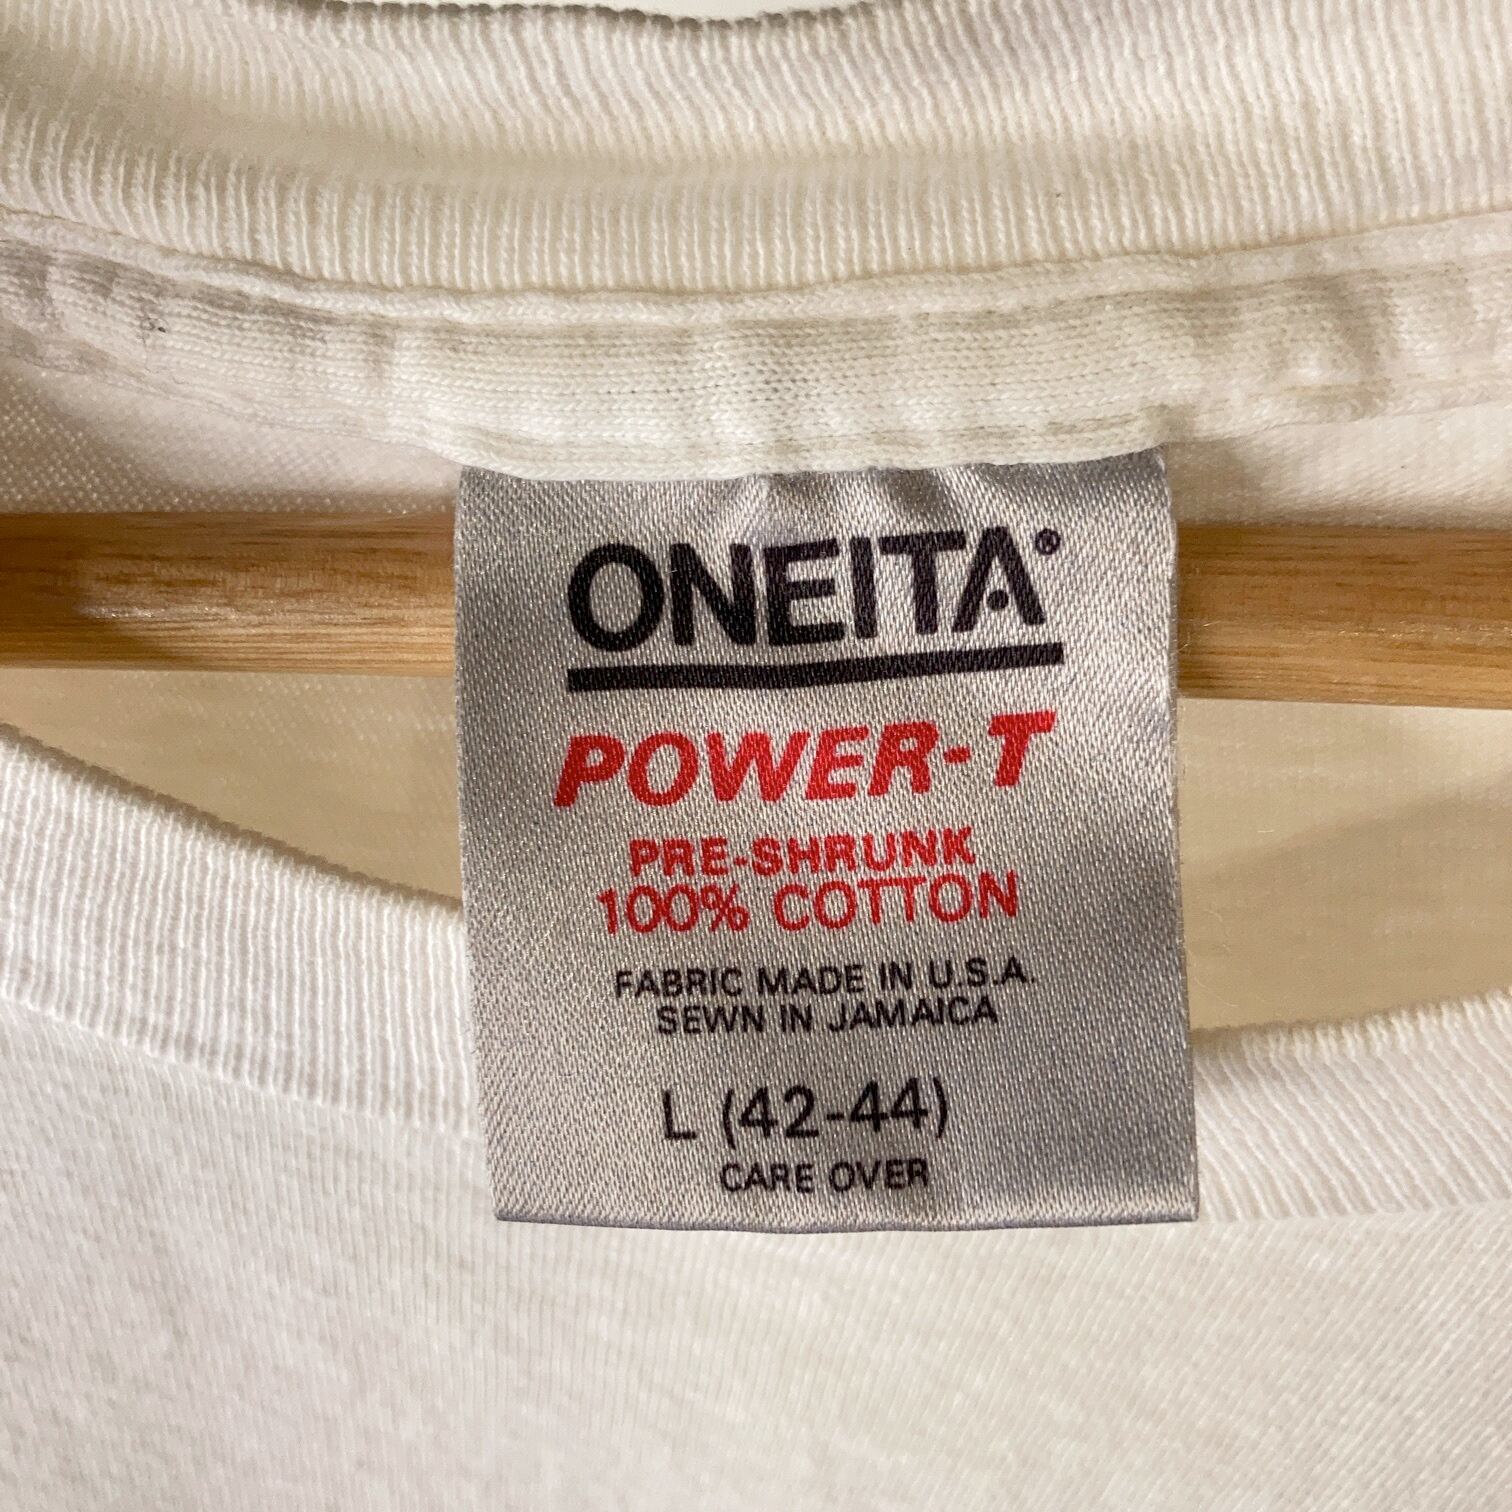 ONEITA®
POWER-T
PRE-SHRUNK
100% COTTON
FABRIC MADE IN U.S.A.
SEWN IN JAMAICA
L (42-44)
CARE OVER